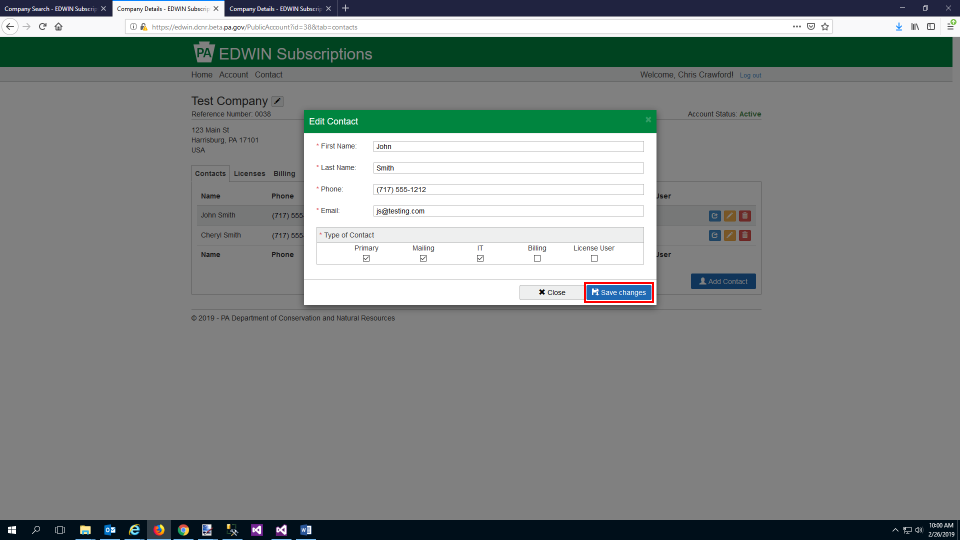 Company Search - EDWIN Subscrip
Company Details - EDWIN Subscrip
Company Details - EDWIN Subscrip
https://edwin.dcnr.beta.pa.gov/PublicAccount?id=38&tab=contacts
PA EDWIN Subscriptions
Home Account Contact
Welcome, Chris Crawford! Log out
Test Company
Reference Number: 0038
Account Status: Active
123 Main St
Harrisburg, PA 17101
USA
Contacts Licenses Billing
Name Phone User
John Smith (717) 555
Cheryl Smith (717) 555
Name Phone User
Add Contact
Edit Contact
* First Name: John
* Last Name: Smith
* Phone: (717) 555-1212
* Email: js@testing.com
* Type of Contact
Primary Mailing IT Billing License User
Close Save changes
© 2019 - PA Department of Conservation and Natural Resources
10:00 AM
2/26/2019